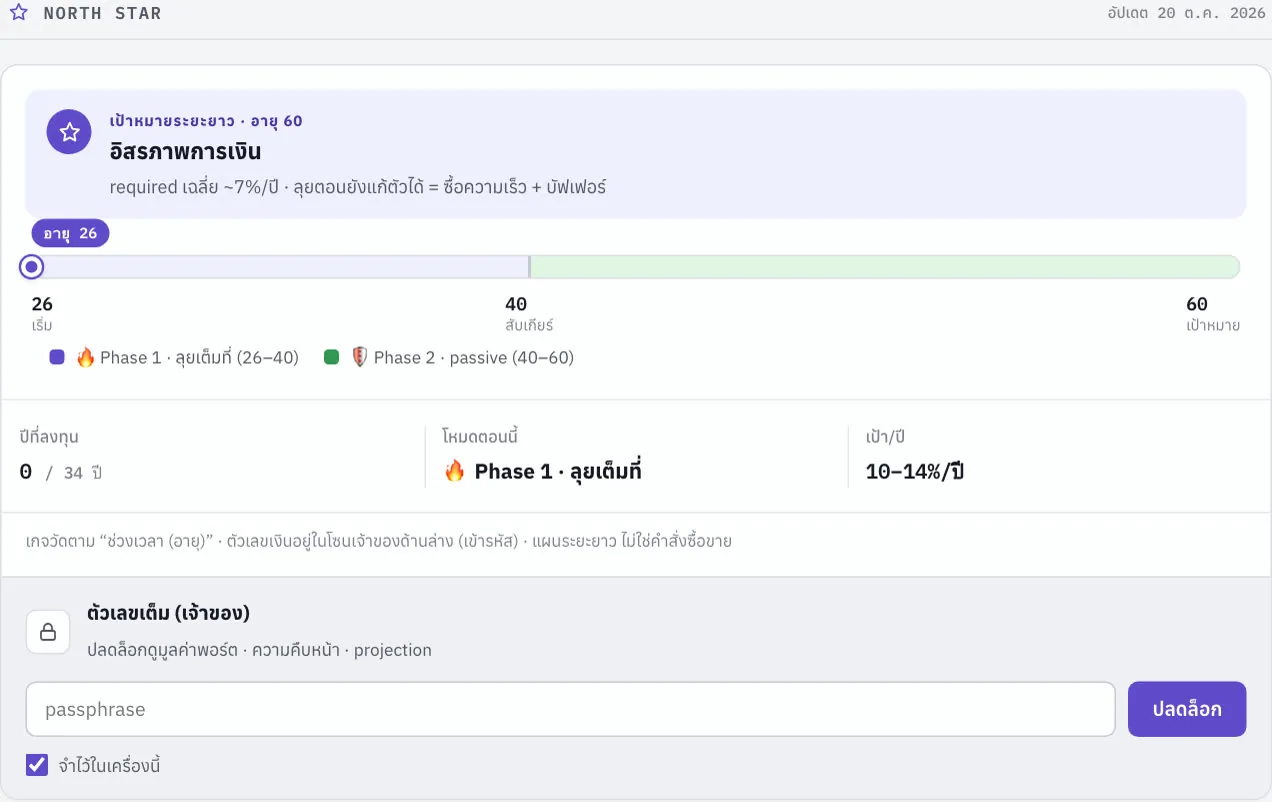 NORTH STAR
อัปเดต 20 ต.ค. 2026
เป้าหมายระยะยาว · อายุ 60
อิสรภาพการเงิน
required เฉลี่ย ~7%/ปี · ลุยตอนยังแก้ตัวได้ = ซื้อความเร็ว + บัฟเฟอร์
อายุ 26
26
40
60
เริ่ม
สับเกียร์
เป้าหมาย
🔥 Phase 1 · ลุยเต็มที่ (26–40)
🛡️ Phase 2 · passive (40–60)
ปีที่ลงทุน
0 / 34 ปี
โหมดตอนนี้
🔥 Phase 1 · ลุยเต็มที่
เป้า/ปี
10–14%/ปี
เกจวัดตาม “ช่วงเวลา (อายุ)” · ตัวเลขเงินอยู่ในโซนเจ้าของด้านล่าง (เข้ารหัส) · แผนระยะยาว ไม่ใช่คำสั่งซื้อขาย
ตัวเลขเต็ม (เจ้าของ)
ปลดล็อกดูมูลค่าพอร์ต · ความคืบหน้า · projection
passphrase
ปลดล็อก
จำไว้ในเครื่องนี้